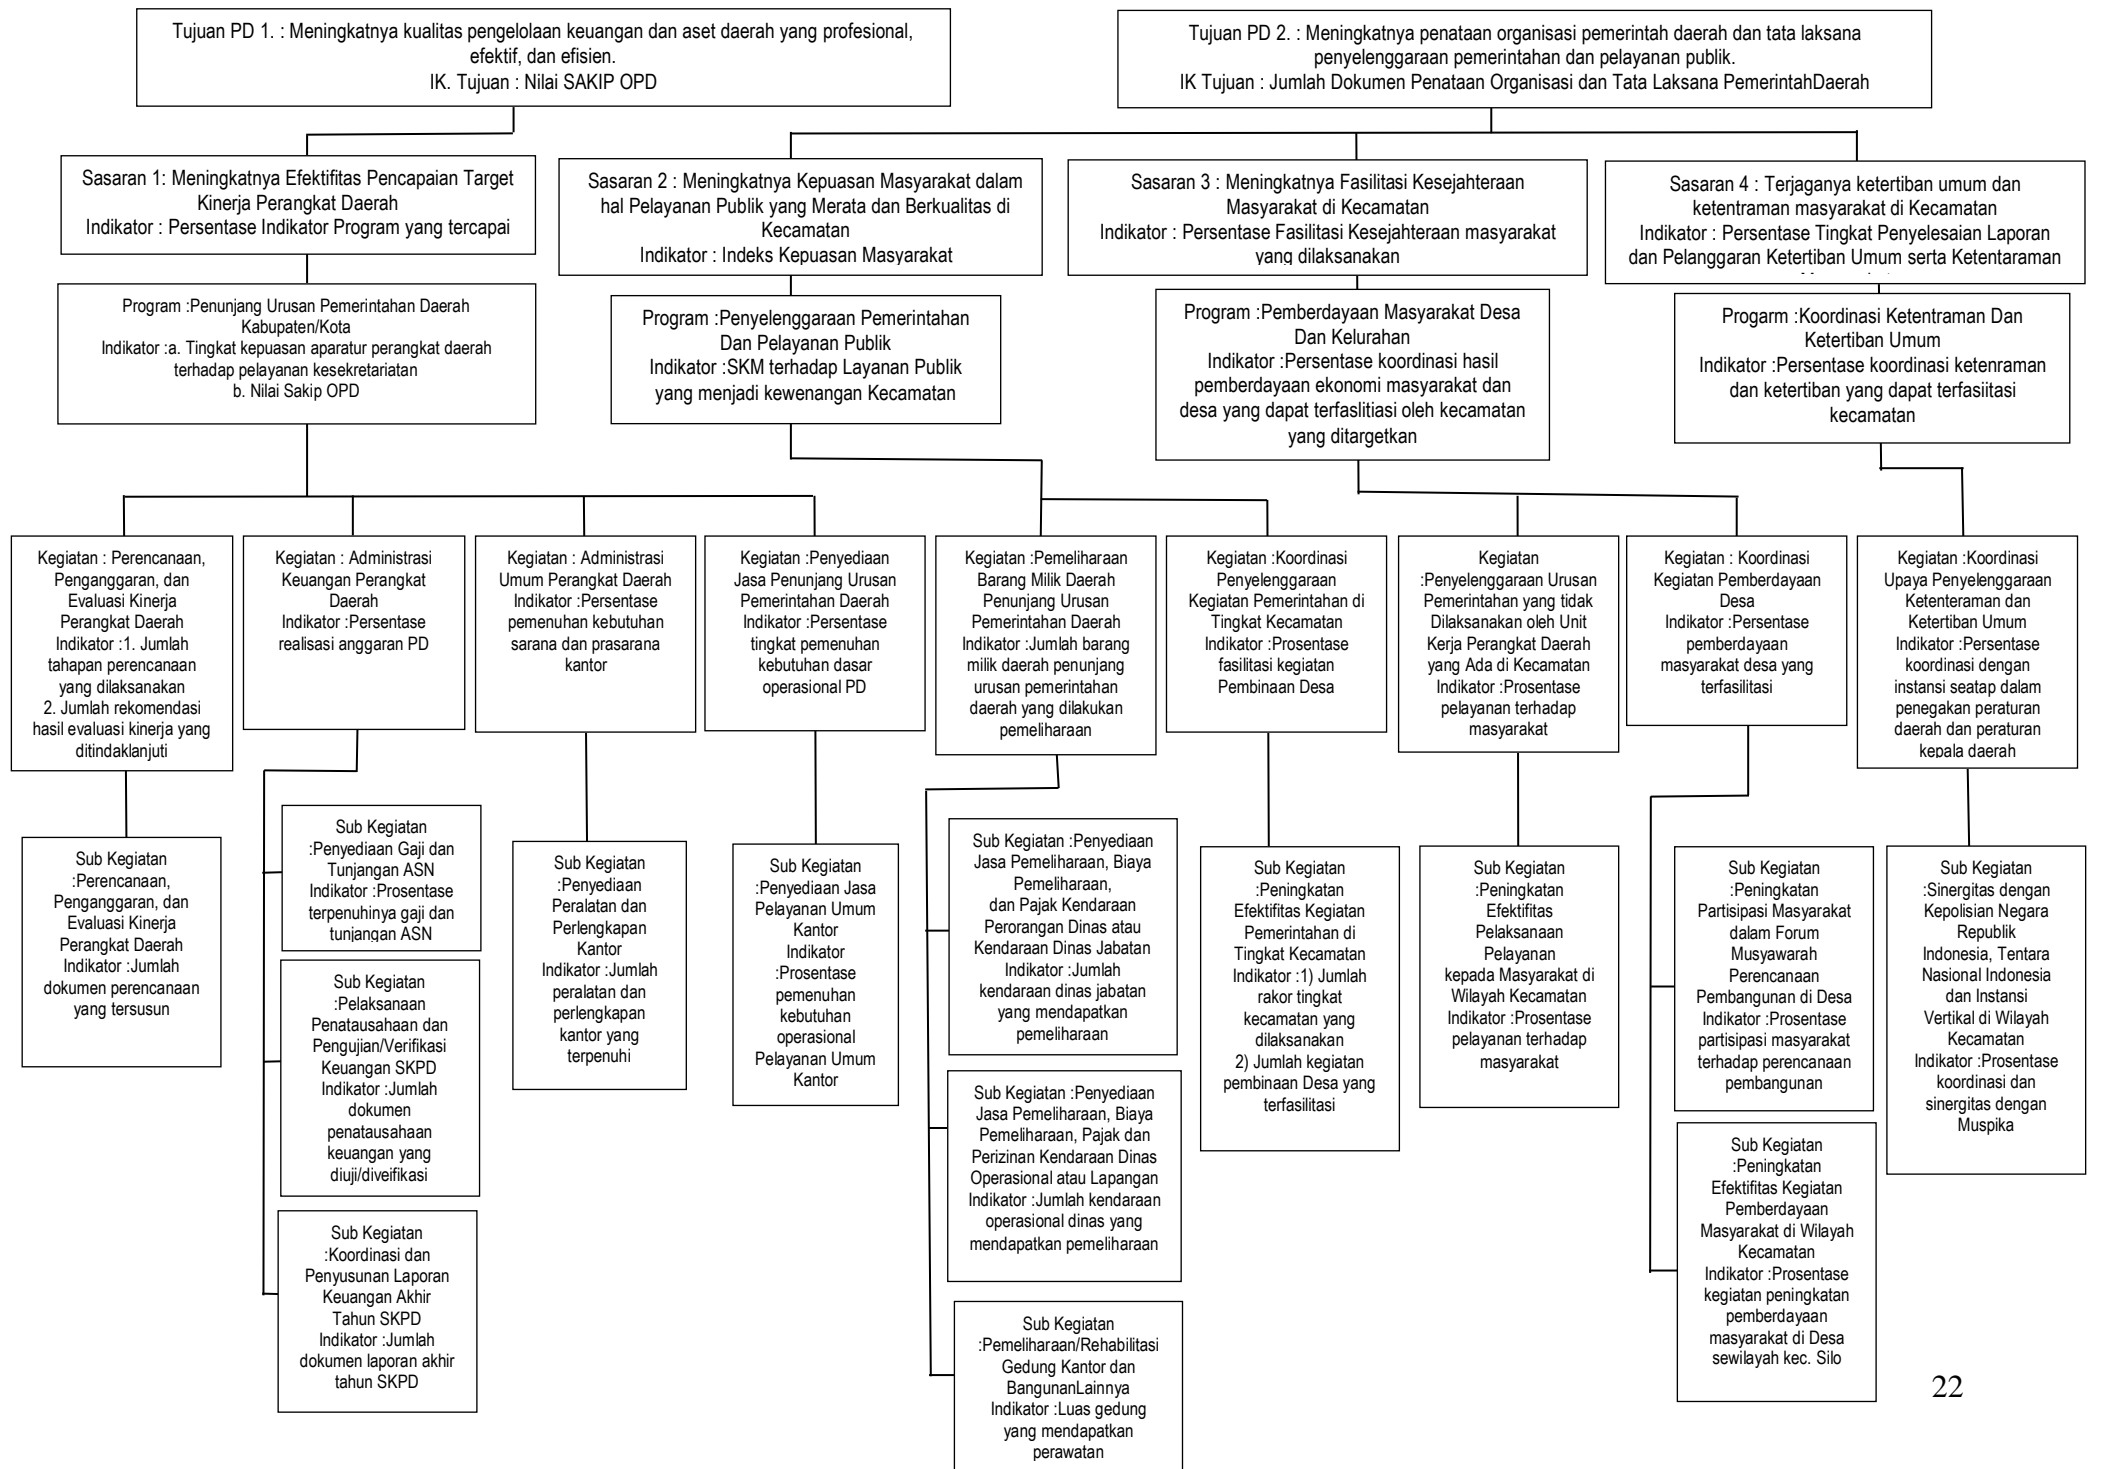 Tujuan PD 1. : Meningkatnya kualitas pengelolaan keuangan dan aset daerah yang profesional,
efektif, dan efisien.
IK. Tujuan : Nilai SAKIP OPD
Tujuan PD 2. : Meningkatnya penataan organisasi pemerintah daerah dan tata laksana
penyelenggaraan pemerintahan dan pelayanan publik.
IK Tujuan : Jumlah Dokumen Penataan Organisasi dan Tata Laksana PemerintahDaerah
Sasaran 1: Meningkatnya Efektifitas Pencapaian Target
Kinerja Perangkat Daerah
Indikator : Persentase Indikator Program yang tercapai
Sasaran 2 : Meningkatnya Kepuasan Masyarakat dalam
hal Pelayanan Publik yang Merata dan Berkualitas di
Kecamatan
Indikator : Indeks Kepuasan Masyarakat
Sasaran 3 : Meningkatnya Fasilitasi Kesejahteraan
Masyarakat di Kecamatan
Indikator : Persentase Fasilitasi Kesejahteraan masyarakat
yang dilaksanakan
Sasaran 4 : Terjaganya ketertiban umum dan
ketentraman masyarakat di Kecamatan
Indikator : Persentase Tingkat Penyelesaian Laporan
dan Pelanggaran Ketertiban Umum serta Ketentaraman
Program :Penunjang Urusan Pemerintahan Daerah
Kabupaten/Kota
Indikator :a. Tingkat kepuasan aparatur perangkat daerah
terhadap pelayanan kesekretariatan
b. Nilai Sakip OPD
Program :Penyelenggaraan Pemerintahan
Dan Pelayanan Publik
Indikator :SKM terhadap Layanan Publik
yang menjadi kewenangan Kecamatan
Program :Pemberdayaan Masyarakat Desa
Dan Kelurahan
Indikator :Persentase koordinasi hasil
pemberdayaan ekonomi masyarakat dan
desa yang dapat terfaslitiasi oleh kecamatan
yang ditargetkan
Progarm :Koordinasi Ketentraman Dan
Ketertiban Umum
Indikator :Persentase koordinasi ketenraman
dan ketertiban yang dapat terfasiitasi
kecamatan
Kegiatan : Perencanaan,
Penganggaran, dan
Evaluasi Kinerja
Perangkat Daerah
Indikator :1. Jumlah
tahapan perencanaan
yang dilaksanakan
2. Jumlah rekomendasi
hasil evaluasi kinerja yang
ditindaklanjuti
Kegiatan : Administrasi
Keuangan Perangkat
Daerah
Indikator :Persentase
realisasi anggaran PD
Kegiatan : Administrasi
Umum Perangkat Daerah
Indikator :Persentase
pemenuhan kebutuhan
sarana dan prasarana
kantor
Kegiatan :Penyediaan
Jasa Penunjang Urusan
Pemerintahan Daerah
Indikator :Persentase
tingkat pemenuhan
kebutuhan dasar
operasional PD
Kegiatan :Pemeliharaan
Barang Milik Daerah
Penunjang Urusan
Pemerintahan Daerah
Indikator :Jumlah barang
milik daerah penunjang
urusan pemerintahan
daerah yang dilakukan
pemeliharaan
Kegiatan :Koordinasi
Penyelenggaraan
Kegiatan Pemerintahan di
Tingkat Kecamatan
Indikator :Prosentase
fasilitasi kegiatan
Pembinaan Desa
Kegiatan
:Penyelenggaraan Urusan
Pemerintahan yang tidak
Dilaksanakan oleh Unit
Kerja Perangkat Daerah
yang Ada di Kecamatan
Indikator :Prosentase
pelayanan terhadap
masyarakat
Kegiatan : Koordinasi
Kegiatan Pemberdayaan
Desa
Indikator :Persentase
pemberdayaan
masyarakat desa yang
terfasilitasi
Kegiatan :Koordinasi
Upaya Penyelenggaraan
Ketenteraman dan
Ketertiban Umum
Indikator :Persentase
koordinasi dengan
instansi seatap dalam
penegakan peraturan
daerah dan peraturan
kepala daerah
Sub Kegiatan
:Perencanaan,
Penganggaran, dan
Evaluasi Kinerja
Perangkat Daerah
Indikator :Jumlah
dokumen perencanaan
yang tersusun
Sub Kegiatan
:Penyediaan Gaji dan
Tunjangan ASN
Indikator :Prosentase
terpenuhinya gaji dan
tunjangan ASN
Sub Kegiatan
:Pelaksanaan
Penatausahaan dan
Pengujian/Verifikasi
Keuangan SKPD
Indikator :Jumlah
dokumen
penatausahaan
keuangan yang
diuji/diveifikasi
Sub Kegiatan
:Koordinasi dan
Penyusunan Laporan
Keuangan Akhir
Tahun SKPD
Indikator :Jumlah
dokumen laporan akhir
tahun SKPD
Sub Kegiatan
:Penyediaan
Peralatan dan
Perlengkapan
Kantor
Indikator :Jumlah
peralatan dan
perlengkapan
kantor yang
terpenuhi
Sub Kegiatan
:Penyediaan Jasa
Pelayanan Umum
Kantor
Indikator
:Prosentase
pemenuhan
kebutuhan
operasional
Pelayanan Umum
Kantor
Sub Kegiatan :Penyediaan
Jasa Pemeliharaan, Biaya
Pemeliharaan,
dan Pajak Kendaraan
Perorangan Dinas atau
Kendaraan Dinas Jabatan
Indikator :Jumlah
kendaraan dinas jabatan
yang mendapatkan
pemeliharaan
Sub Kegiatan :Penyediaan
Jasa Pemeliharaan, Biaya
Pemeliharaan, Pajak dan
Perizinan Kendaraan Dinas
Operasional atau Lapangan
Indikator :Jumlah kendaraan
operasional dinas yang
mendapatkan pemeliharaan
Sub Kegiatan
:Pemeliharaan/Rehabilitasi
Gedung Kantor dan
BangunanLainnya
Indikator :Luas gedung
yang mendapatkan
perawatan
Sub Kegiatan
:Peningkatan
Efektifitas Kegiatan
Pemerintahan di
Tingkat Kecamatan
Indikator :1) Jumlah
rakor tingkat
kecamatan yang
dilaksanakan
2) Jumlah kegiatan
pembinaan Desa yang
terfasilitasi
Sub Kegiatan
:Peningkatan
Efektifitas
Pelaksanaan
Pelayanan
kepada Masyarakat di
Wilayah Kecamatan
Indikator :Prosentase
pelayanan terhadap
masyarakat
Sub Kegiatan
:Peningkatan
Partisipasi Masyarakat
dalam Forum
Musyawarah
Perencanaan
Pembangunan di Desa
Indikator :Prosentase
partisipasi masyarakat
terhadap perencanaan
pembangunan
Sub Kegiatan
:Peningkatan
Efektifitas Kegiatan
Pemberdayaan
Masyarakat di Wilayah
Kecamatan
Indikator :Prosentase
kegiatan peningkatan
pemberdayaan
masyarakat di Desa
sewilayah kec. Silo
Sub Kegiatan
:Sinergitas dengan
Kepolisian Negara
Republik
Indonesia, Tentara
Nasional Indonesia
dan Instansi
Vertikal di Wilayah
Kecamatan
Indikator :Prosentase
koordinasi dan
sinergitas dengan
Muspika
22